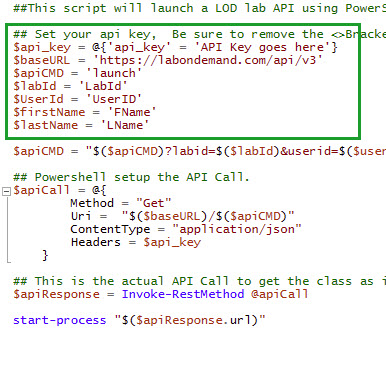 ##This script will launch a LOD lab API using PowerS
## Set your api key,  Be sure to remove the <>Bracke
$api_key = @{'api_key' = 'API Key goes here'}
$baseURL = 'https://labondemand.com/api/v3'
$apiCMD = 'launch'
$labId = 'LabId'
$UserId = 'UserID'
$firstName = 'FName'
$lastName = 'LName'
$apiCMD = "$($apiCMD)?labid=$($labId)&userid=$($user
## Powershell setup the API Call.
$apiCall = @{
Method = "Get"
Uri =  "$($baseURL)/$($apiCMD)"
ContentType = "application/json"
Headers = $api_key
}
## This is the actual API Call to get the class as i
$apiResponse = Invoke-RestMethod @apiCall
start-process "$($apiResponse.url)"